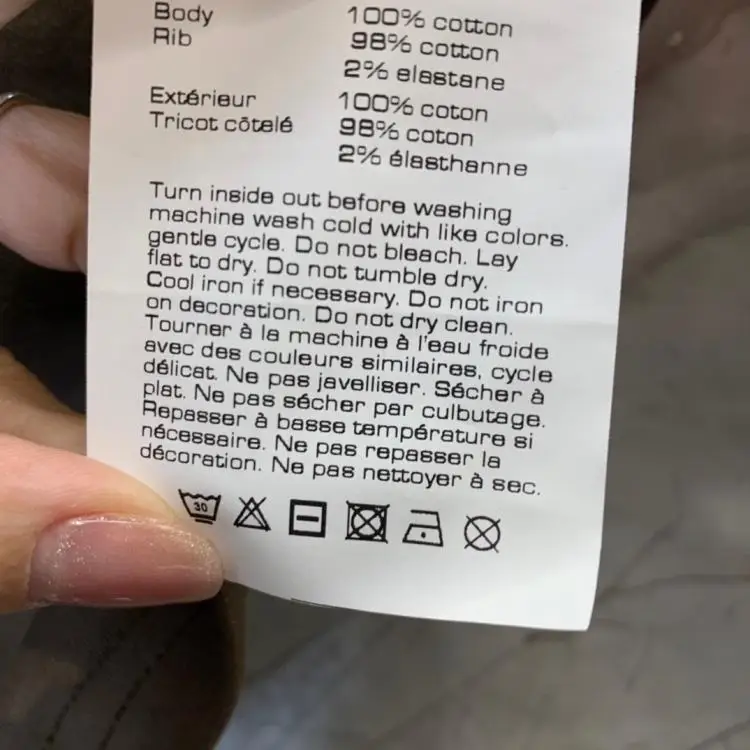 Body 100% cotton
Rib 98% cotton
2% elastane
Extérieur 100% coton
Tricot côtelé 98% coton
2% élasthanne
Turn inside out before washing
machine wash cold with like colors.
gentle cycle. Do not bleach. Lay
flat to dry. Do not tumble dry.
Cool iron if necessary. Do not iron
on decoration. Do not dry clean.
Tourner à la machine à l'eau froide
avec des couleurs similaires, cycle
délicat. Ne pas javelliser. Sécher à
plat. Ne pas sécher par culbutage.
Repasser à basse température si
nécessaire. Ne pas repasser la
décoration. Ne pas nettoyer à sec.
30